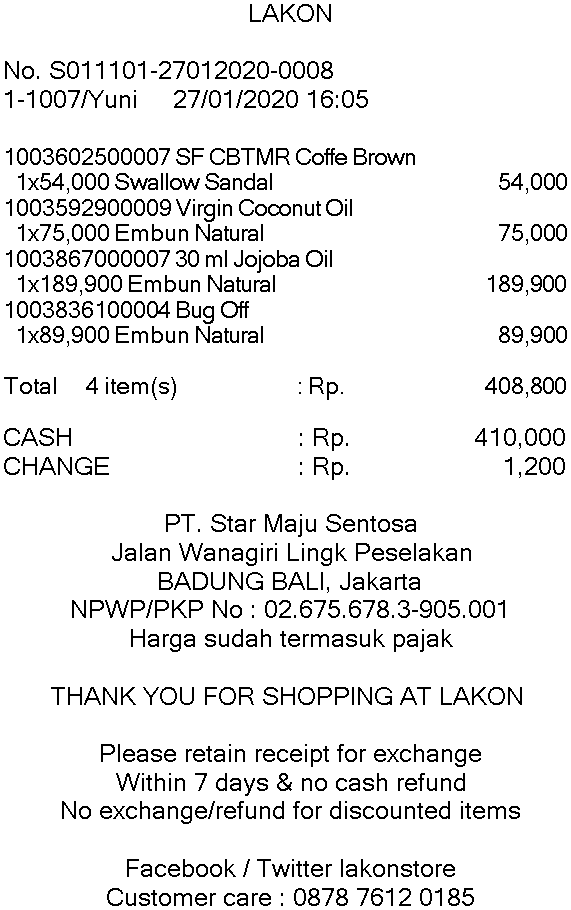 LAKON
No. S011101-27012020-0008
1-1007/Yuni 27/01/2020 16:05
1003602500007 SF CBTMR Coffe Brown
1x54,000 Swallow Sandal 54,000
1003592900009 Virgin Coconut Oil
1x75,000 Embun Natural 75,000
1003867000007 30 ml Jojoba Oil
1x189,900 Embun Natural 189,900
1003836100004 Bug Off
1x89,900 Embun Natural 89,900
Total 4 item(s) : Rp. 408,800
CASH : Rp. 410,000
CHANGE : Rp. 1,200
PT. Star Maju Sentosa
Jalan Wanagiri Lingk Peselakan
BADUNG BALI, Jakarta
NPWP/PKP No : 02.675.678.3-905.001
Harga sudah termasuk pajak
THANK YOU FOR SHOPPING AT LAKON
Please retain receipt for exchange
Within 7 days & no cash refund
No exchange/refund for discounted items
Facebook / Twitter lakonstore
Customer care : 0878 7612 0185